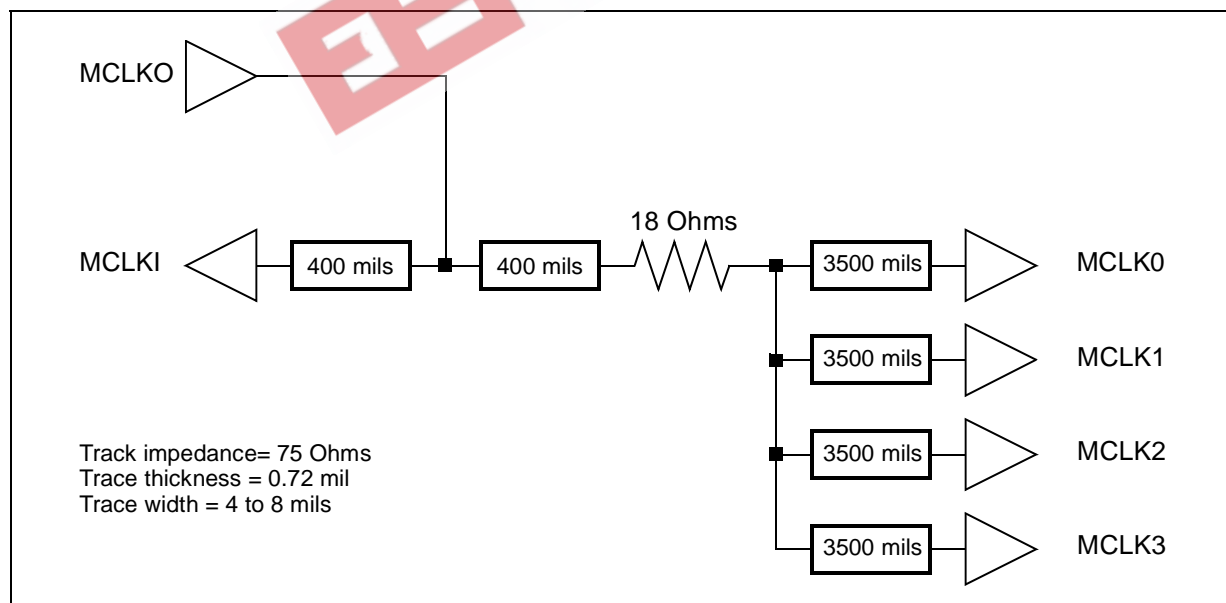 MCLKO
18 Ohms
MCLKI
400 mils
400 mils
3500 mils
MCLK0
3500 mils
MCLK1
3500 mils
MCLK2
3500 mils
MCLK3
Track impedance= 75 Ohms
Trace thickness = 0.72 mil
Trace width = 4 to 8 mils